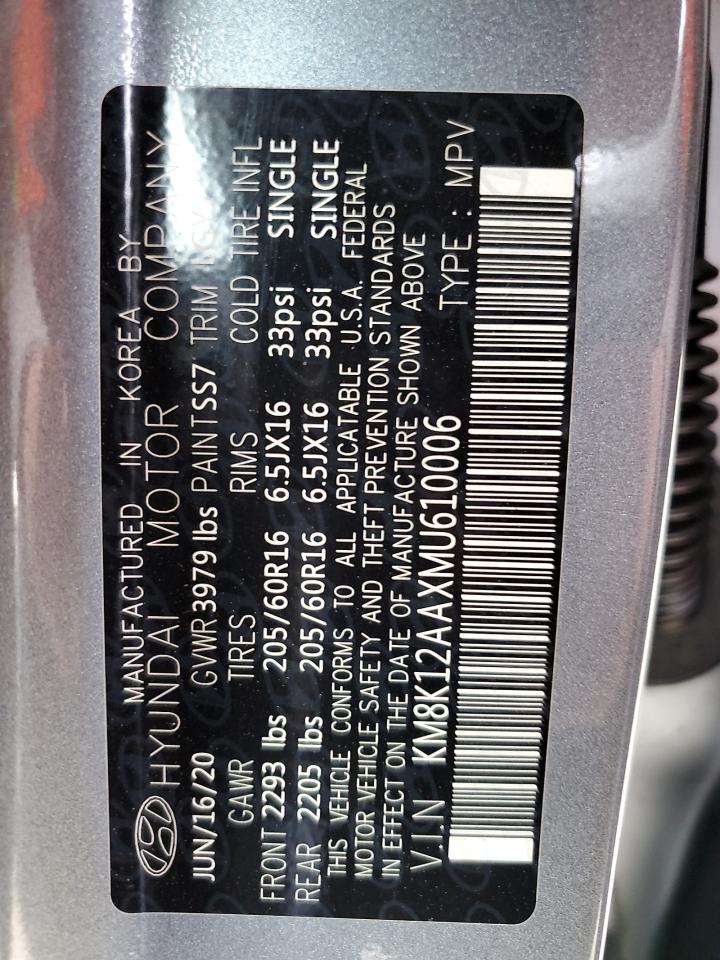 MANUFACTURED IN KOREA BY
HYUNDAI MOTOR COMPANY
JUN/16/20 GVWR 3979 lbs PAINT SS7 TRIM
GAWR TIRES RIMS COLD TIRE INFL
FRONT 2293 lbs 205/60R16 6.5JX16 33psi SINGLE
REAR 2205 lbs 205/60R16 6.5JX16 33psi SINGLE
THIS VEHICLE CONFORMS TO ALL APPLICATABLE U.S.A. FEDERAL
MOTOR VEHICLE SAFETY AND THEFT PREVENTION STANDARDS
IN EFFECT ON THE DATE OF MANUFACTURE SHOWN ABOVE
V.I.N KM8K12AAXMU610006 TYPE : MPV